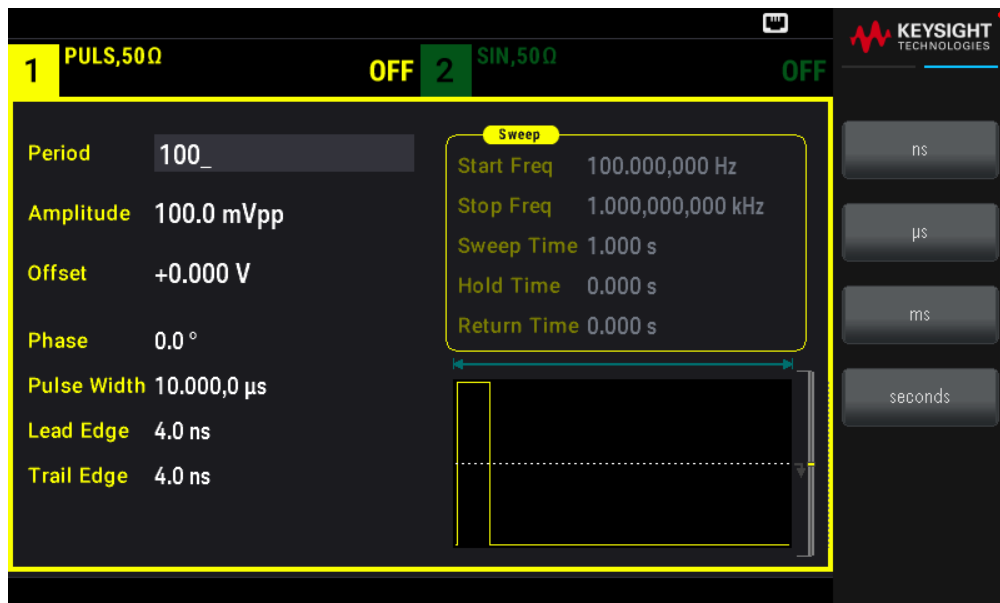 KEYSIGHT
TECHNOLOGIES
1 PULS,50Ω OFF 2 SIN,50Ω OFF
Period 100_
Amplitude 100.0 mVpp
Offset +0.000 V
Phase 0.0 °
Pulse Width 10.000,0 µs
Lead Edge 4.0 ns
Trail Edge 4.0 ns
Sweep
Start Freq 100.000,000 Hz
Stop Freq 1.000,000,000 kHz
Sweep Time 1.000 s
Hold Time 0.000 s
Return Time 0.000 s
ns
µs
ms
seconds